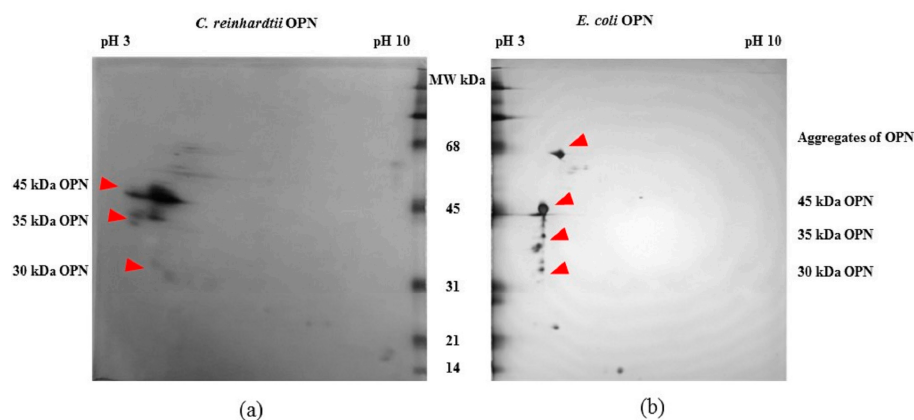 C. reinhardtii OPN
E. coli OPN
pH 3
pH 10
pH 3
pH 10
MW kDa
68
45
31
21
14
45 kDa OPN
35 kDa OPN
30 kDa OPN
Aggregates of OPN
45 kDa OPN
35 kDa OPN
30 kDa OPN
(a)
(b)